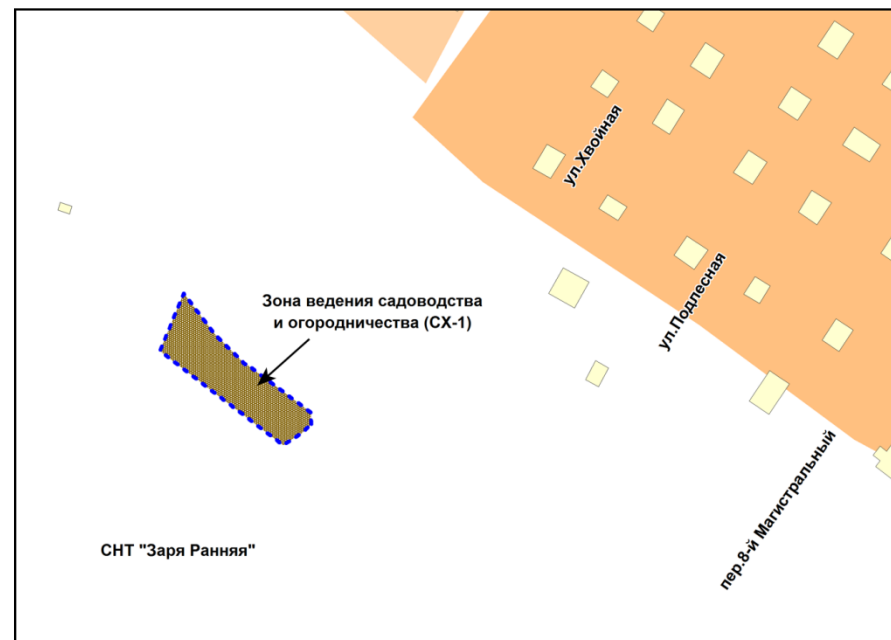 ул.Хвойная
Зона ведения садоводства
и огородничества (СХ-1)
ул.Подлесная
пер.8-й Магистральный
СНТ "Заря Ранняя"